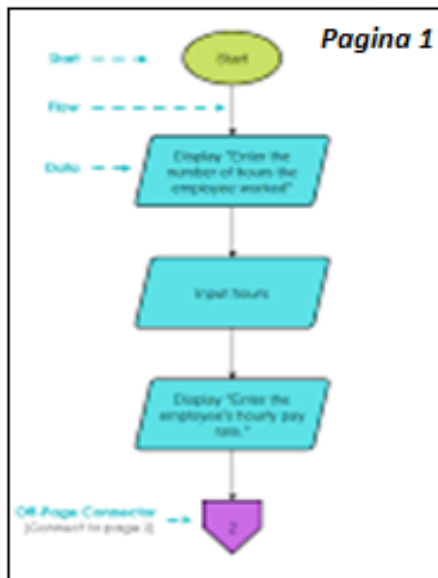 Pagina 1
Start
Start
Flow
Data
Display "Enter the
number of hours the
employee worked"
Input hours
Display "Enter the
employee's hourly pay
rate."
Off-Page Connector
(Connect to page 2)
2